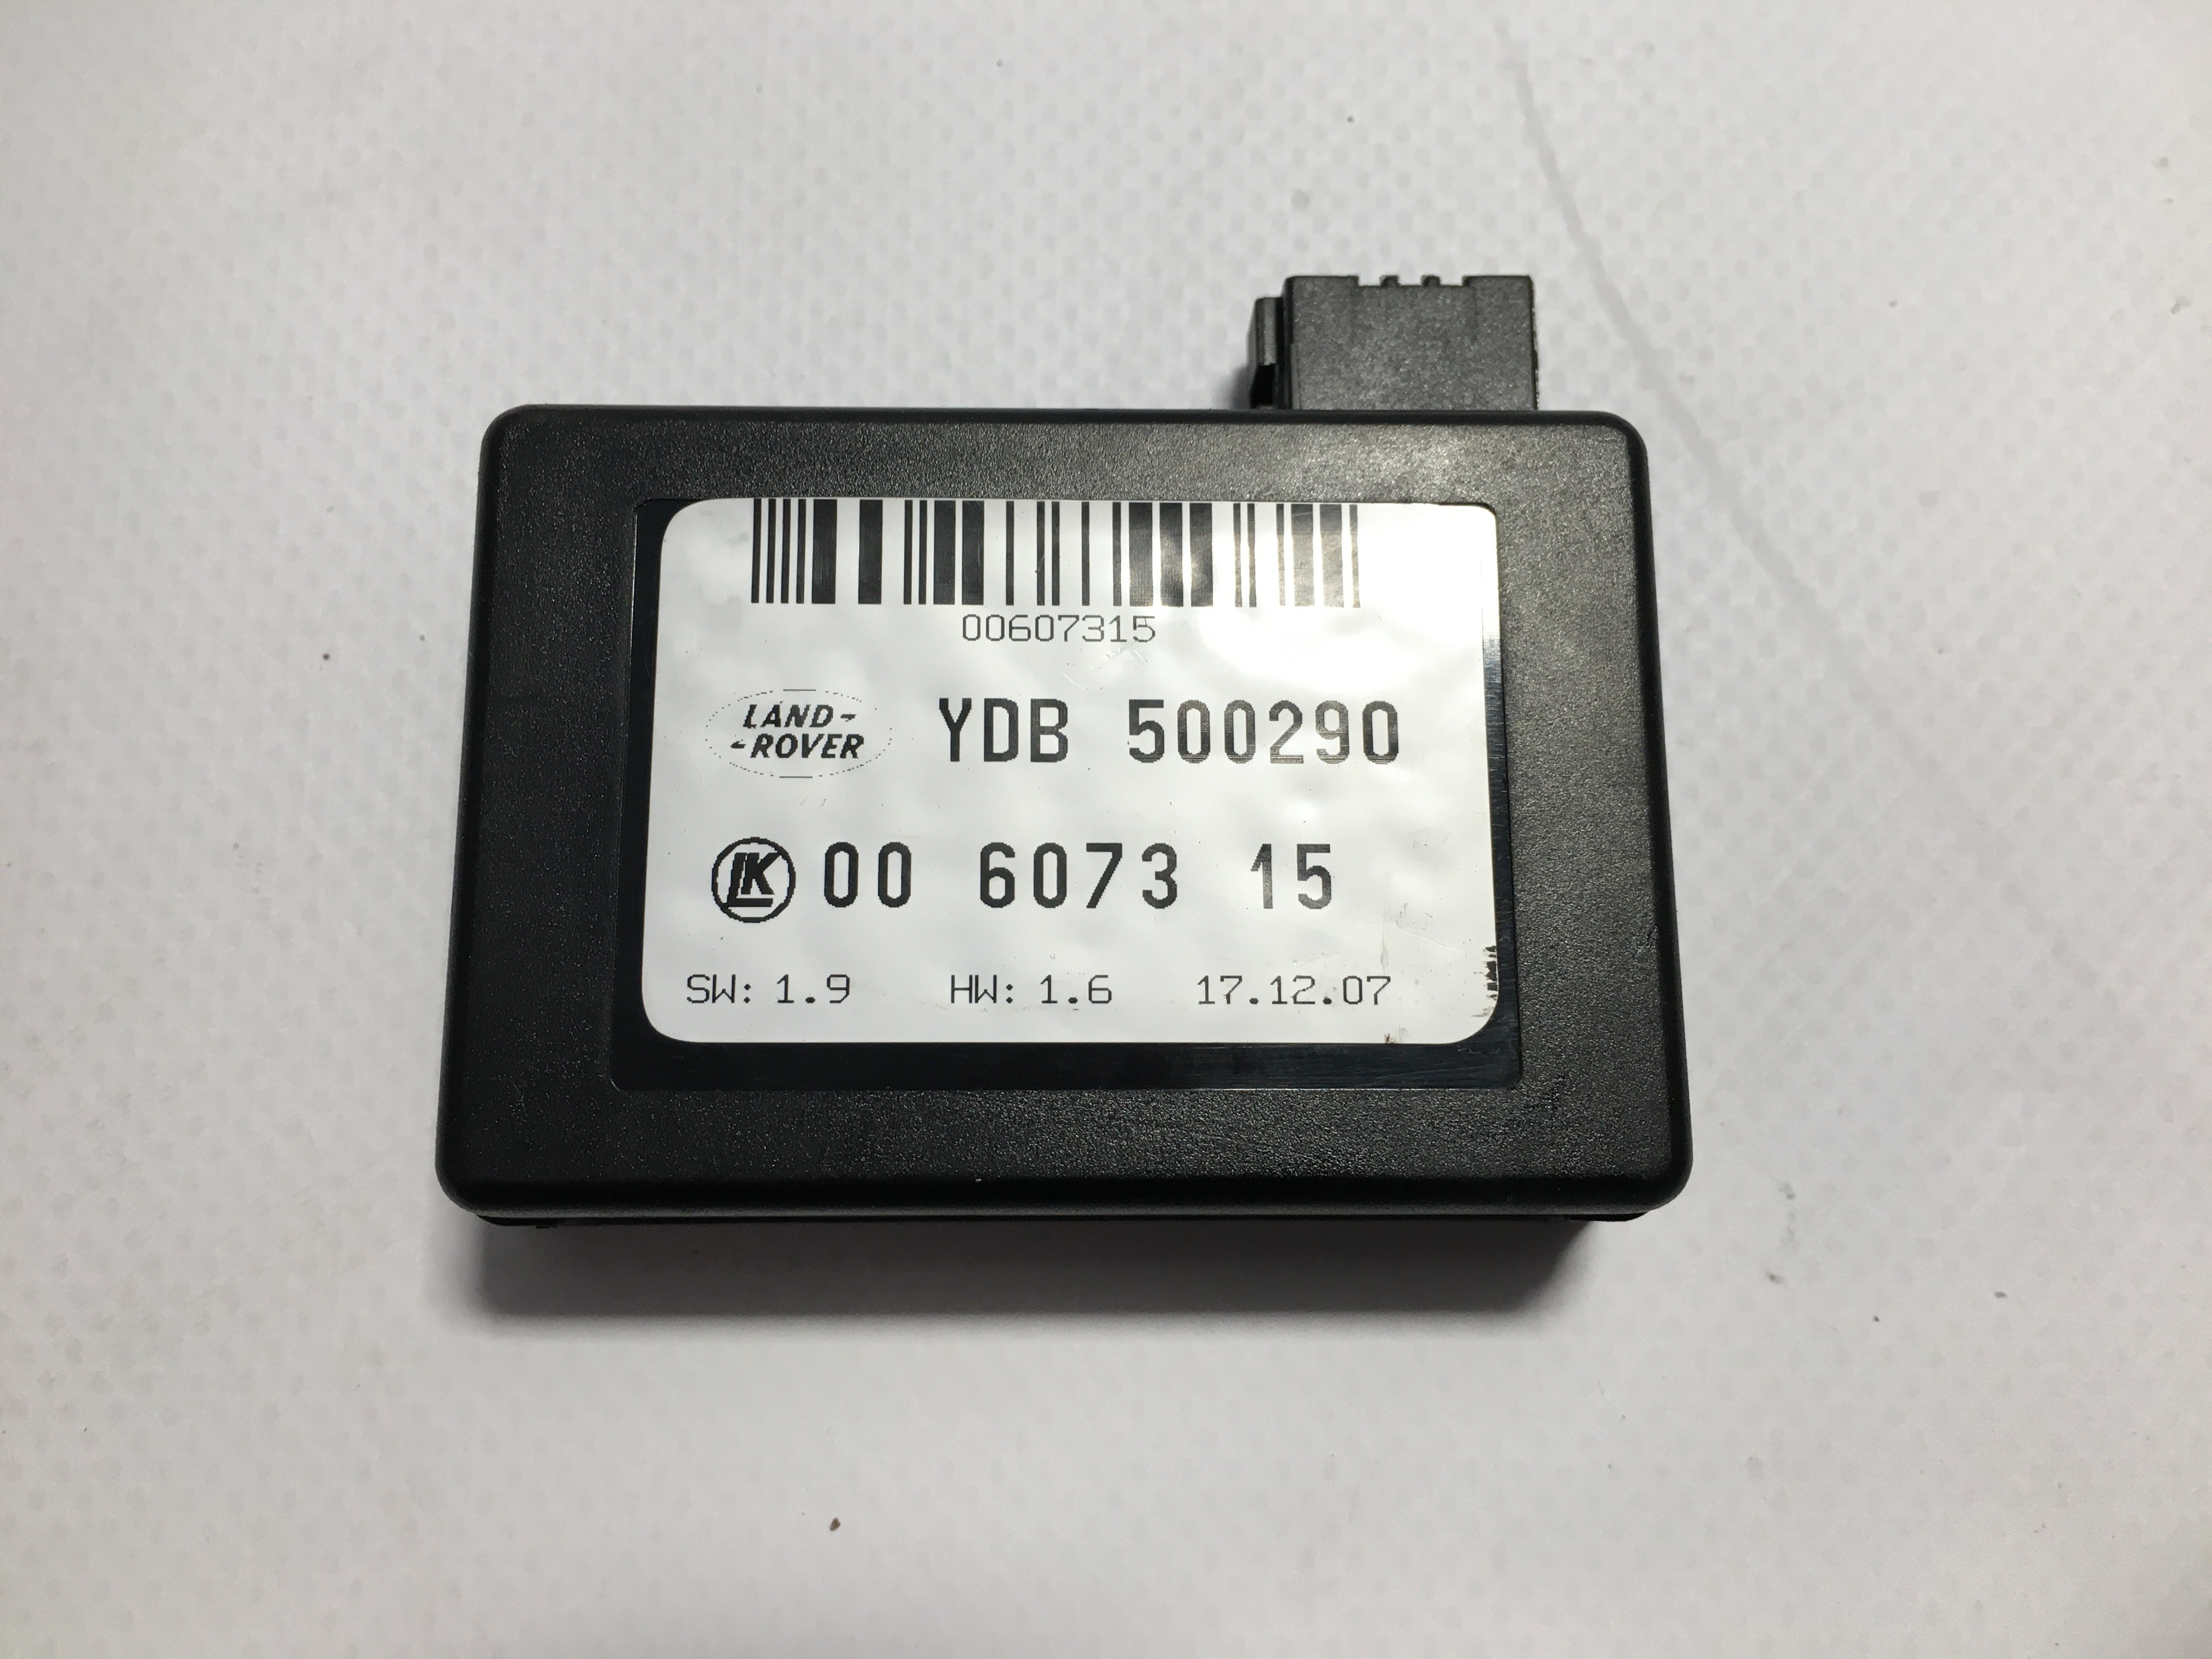 00607315
LAND-
-ROVER
YDB 500290
LK 00 6073 15
SW: 1.9 HW: 1.6 17.12.07